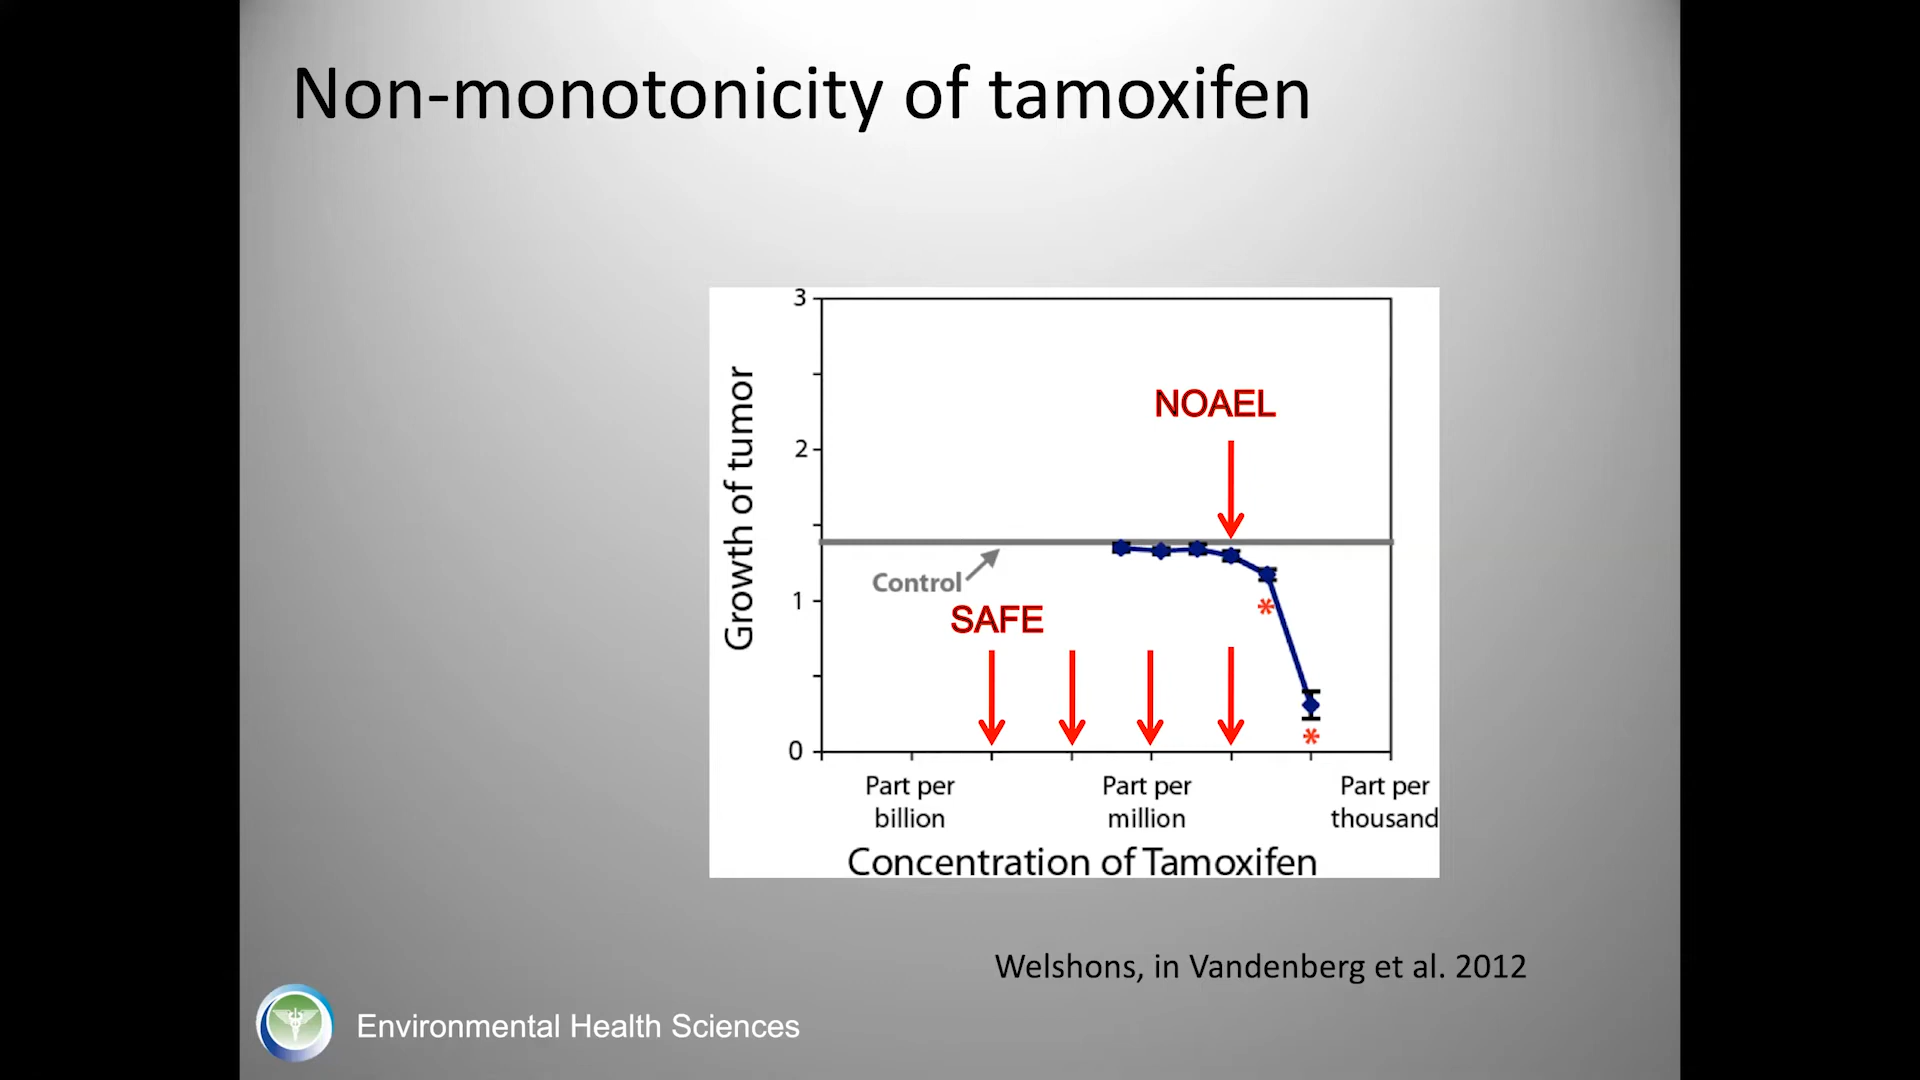 Non-monotonicity of tamoxifen
3
NOAEL
2
Growth of tumor
Control
1
SAFE
*
*
0
Part per billion
Part per million
Part per thousand
Concentration of Tamoxifen
Welshons, in Vandenberg et al. 2012
Environmental Health Sciences